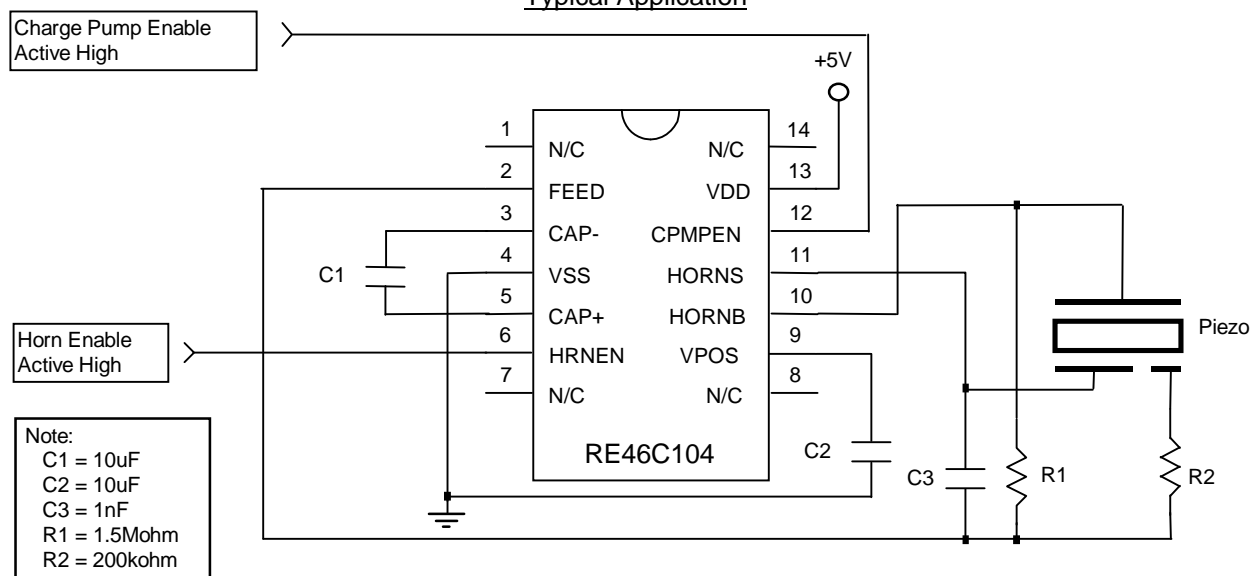 Typical Application
Charge Pump Enable
Active High
+5V
1
N/C
N/C
14
2
FEED
VDD
13
3
CAP-
CPMPEN
12
4
VSS
HORNS
11
5
CAP+
HORNB
10
6
HRNEN
VPOS
9
7
N/C
N/C
8
RE46C104
C1
Horn Enable
Active High
Piezo
C2
C3
R1
R2
Note:
C1 = 10uF
C2 = 10uF
C3 = 1nF
R1 = 1.5Mohm
R2 = 200kohm